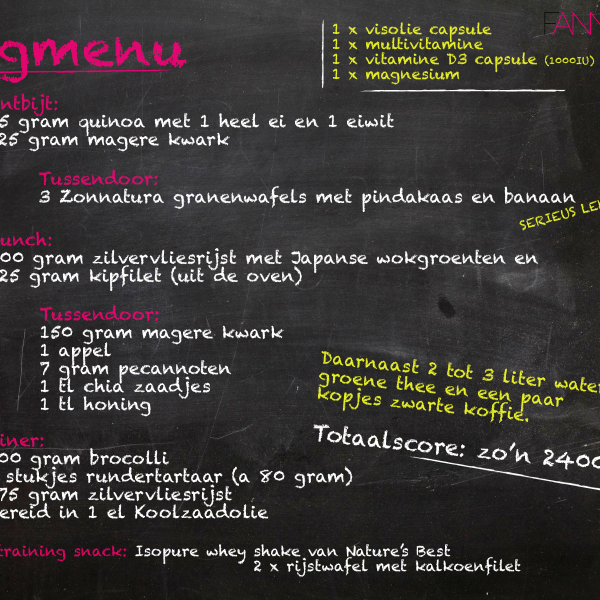 gmenu
1 x visolie capsule
1 x multivitamine
1 x vitamine D3 capsule (1000IU)
1 x magnesium
FANN
ntbijt:
5 gram quinoa met 1 heel ei en 1 eiwit
25 gram magere kwark
Tussendoor:
3 Zonnatura granenwafels met pindakaas en banaan
SERIEUS LE
unch:
00 gram zilvervliesrijst met Japanse wokgroenten en
25 gram kipfilet (uit de oven)
Tussendoor:
150 gram magere kwark
1 appel
7 gram pecannoten
1 tl chia zaadjes
1 tl honing
Daarnaast 2 tot 3 liter water
groene thee en een paar
kopjes zwarte koffie.
Totaalscore: zo'n 2400
iner:
00 gram brocolli
stukjes rundertartaar (a 80 gram)
75 gram zilvervliesrijst
ereid in 1 el Koolzaadolie
training snack: Isopure whey shake van Nature's Best
2 x rijstwafel met kalkoenfilet